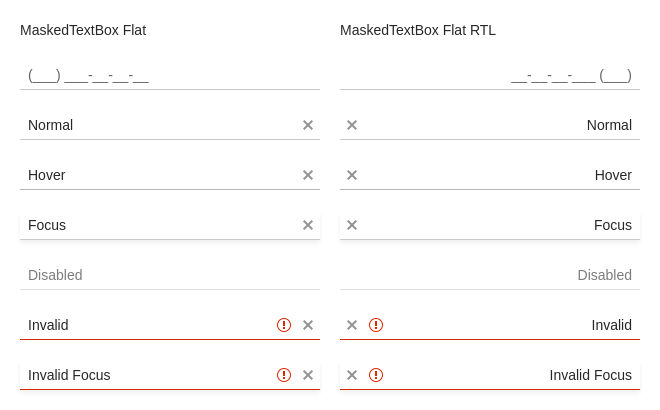 MaskedTextBox Flat
(___) ___-__-__-__
Normal
Hover
Focus
Disabled
Invalid
Invalid Focus
MaskedTextBox Flat RTL
__-__-__-___ (___)
Normal
Hover
Focus
Disabled
Invalid
Invalid Focus